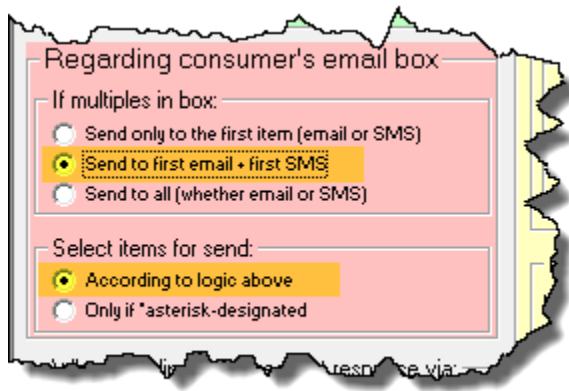 Regarding consumer's email box
If multiples in box:
Send only to the first item (email or SMS)
Send to first email + first SMS
Send to all (whether email or SMS)
Select items for send:
According to logic above
Only if *asterisk-designated
via: